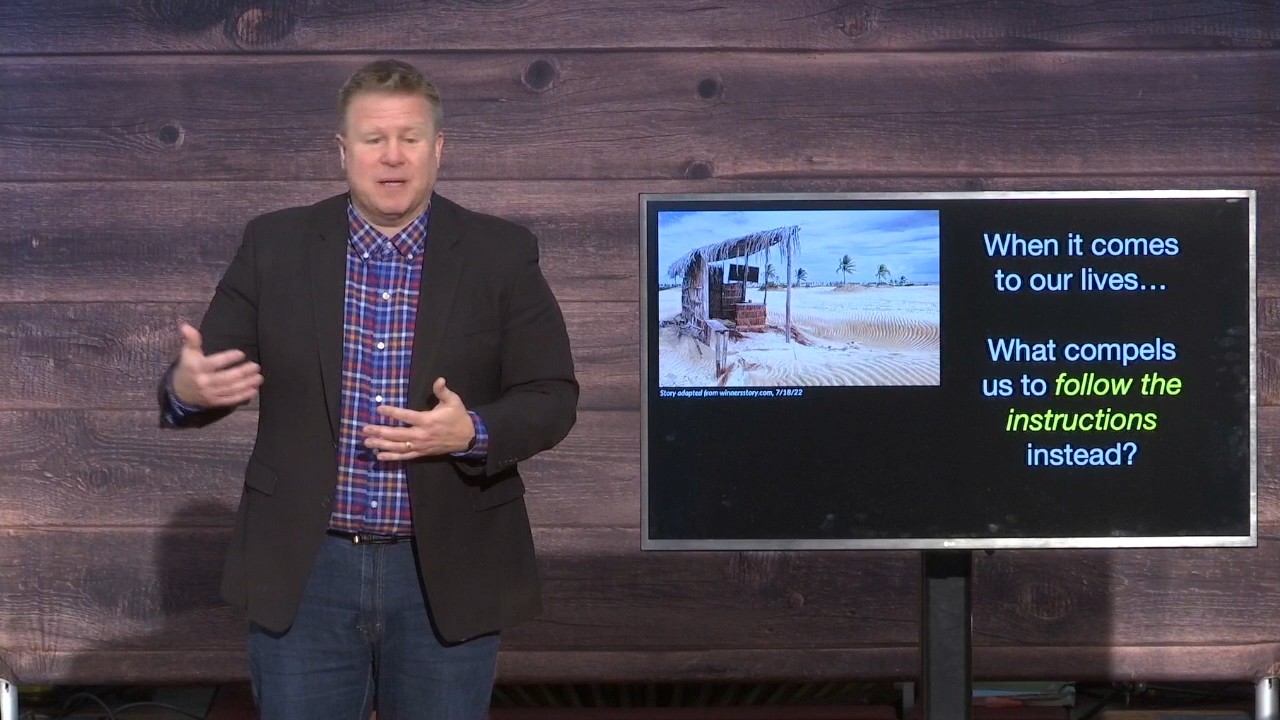 When it comes
to our lives...
What compels
us to follow the
instructions
instead?
Story adapted from winnersstory.com, 7/18/22